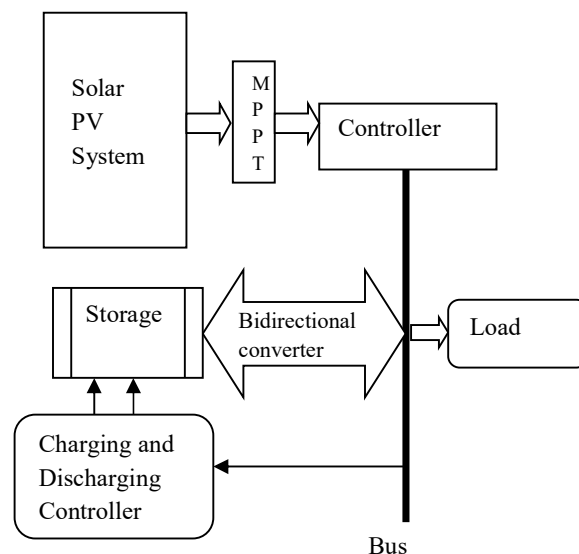 Solar
PV
System
M
P
P
T
Controller
Storage
Bidirectional
converter
Load
Charging and
Discharging
Controller
Bus